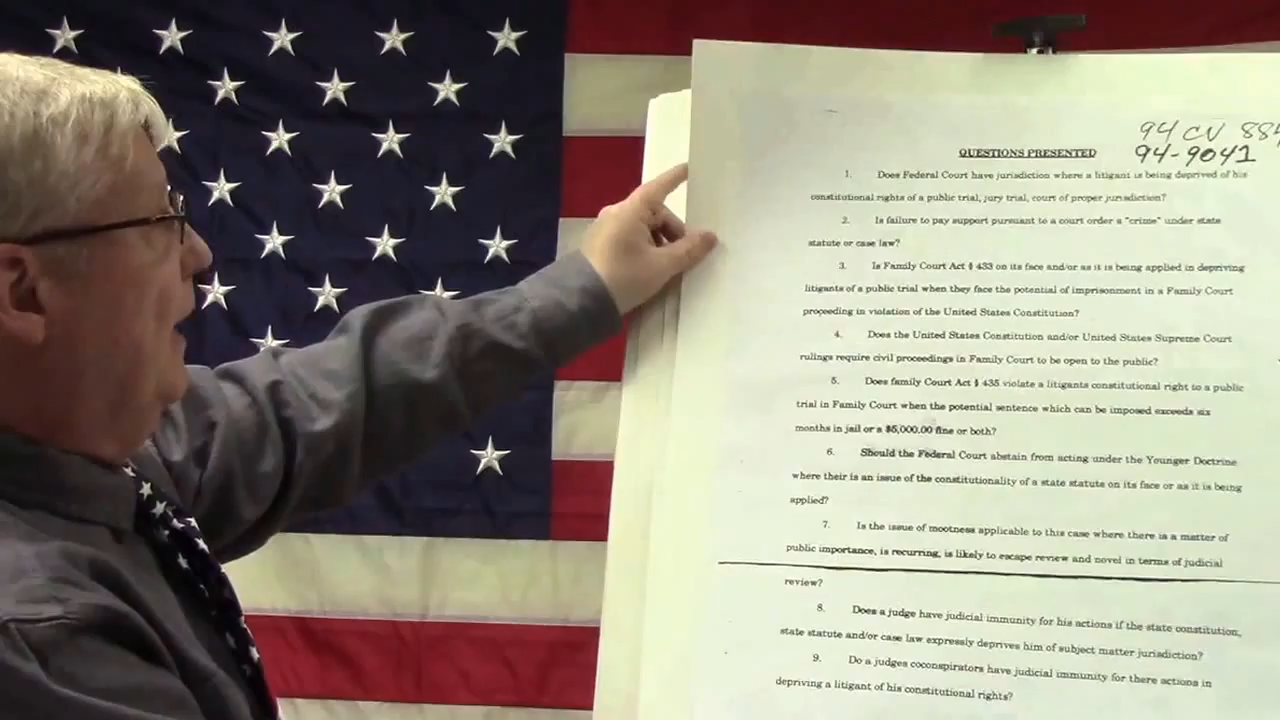 94 CV 88
QUESTIONS PRESENTED 94-9041
1. Does Federal Court have jurisdiction where a litigant is being deprived of his
constitutional rights of a public trial, jury trial, court of proper jurisdiction?
2. Is failure to pay support pursuant to a court order a "crime" under state
statute or case law?
3. Is Family Court Act § 433 on its face and/or as it is being applied in depriving
litigants of a public trial when they face the potential of imprisonment in a Family Court
proceeding in violation of the United States Constitution?
4. Does the United States Constitution and/or United States Supreme Court
rulings require civil proceedings in Family Court to be open to the public?
5. Does family Court Act § 435 violate a litigants constitutional right to a public
trial in Family Court when the potential sentence which can be imposed exceeds six
months in jail or a $5,000.00 fine or both?
6. Should the Federal Court abstain from acting under the Younger Doctrine
where their is an issue of the constitutionality of a state statute on its face or as it is being
applied?
7. Is the issue of mootness applicable to this case where there is a matter of
public importance, is recurring, is likely to escape review and novel in terms of judicial
review?
8. Does a judge have judicial immunity for his actions if the state constitution,
state statute and/or case law expressly deprives him of subject matter jurisdiction?
9. Do a judges coconspirators have judicial immunity for there actions in
depriving a litigant of his constitutional rights?